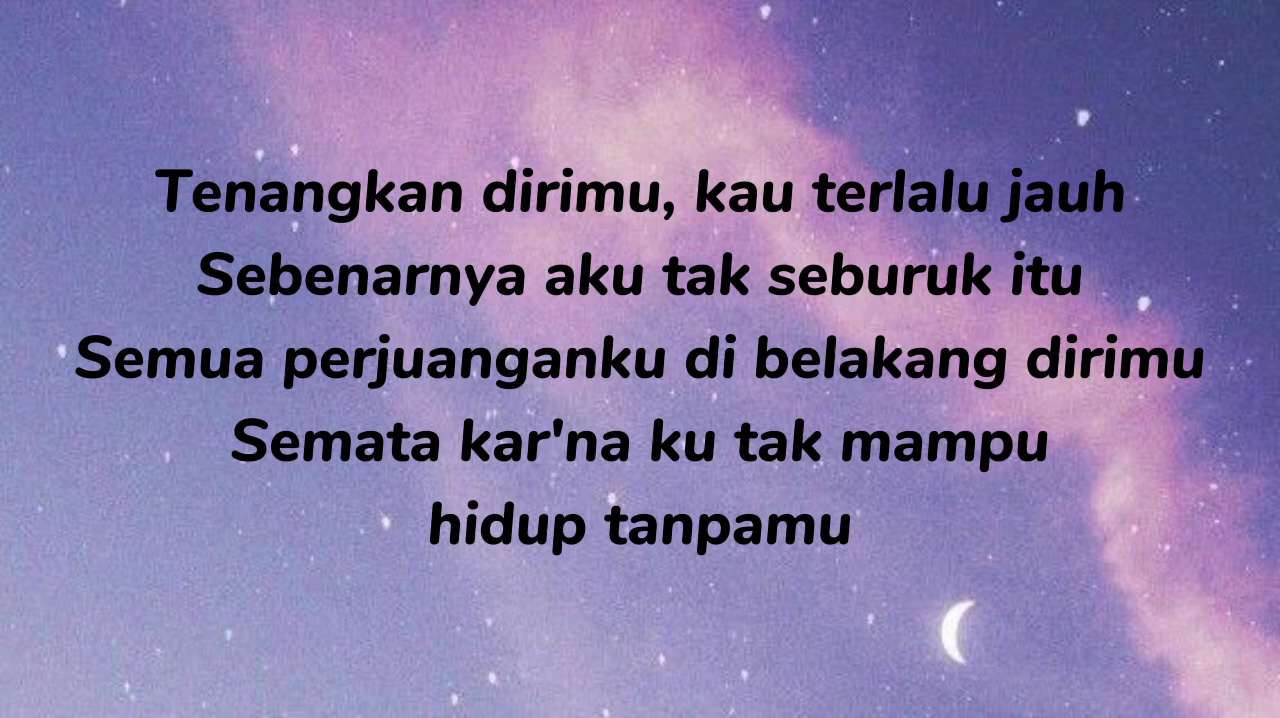 Tenangkan dirimu, kau terlalu jauh
Sebenarnya aku tak seburuk itu
Semua perjuanganku di belakang dirimu
Semata kar'na ku tak mampu
hidup tanpamu